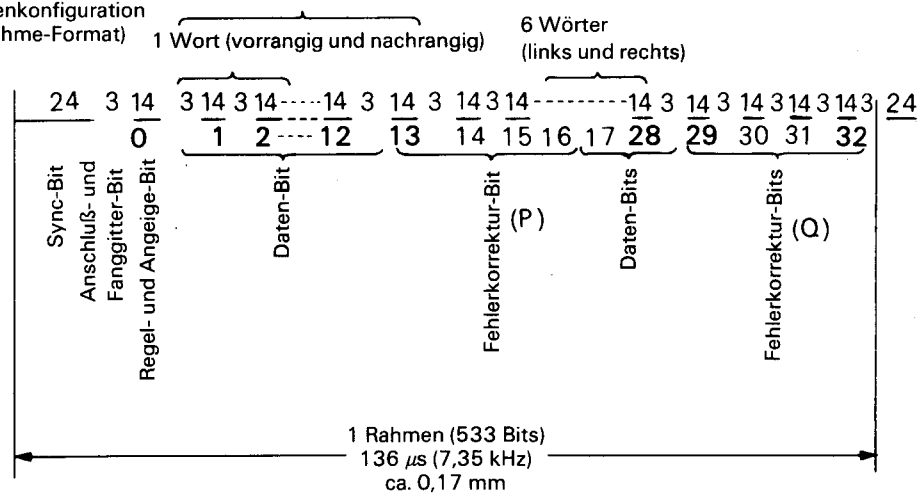 enkonfiguration
hme-Format)
1 Wort (vorrangig und nachrangig)
6 Wörter
(links und rechts)
24 3 14 3 14 3 14 ----- 14 3 14 3 14 3 14 --------- 14 3 14 3 14 3 14 3 14 3 24
0 1 2 ---- 12 13 14 15 16 17 28 29 30 31 32
Sync-Bit
Anschluß- und
Fanggitter-Bit
Regel- und Angeige-Bit
Daten-Bit
Fehlerkorrektur-Bit (P)
Daten-Bits
Fehlerkorrektur-Bits (Q)
1 Rahmen (533 Bits)
136 µs (7,35 kHz)
ca. 0,17 mm